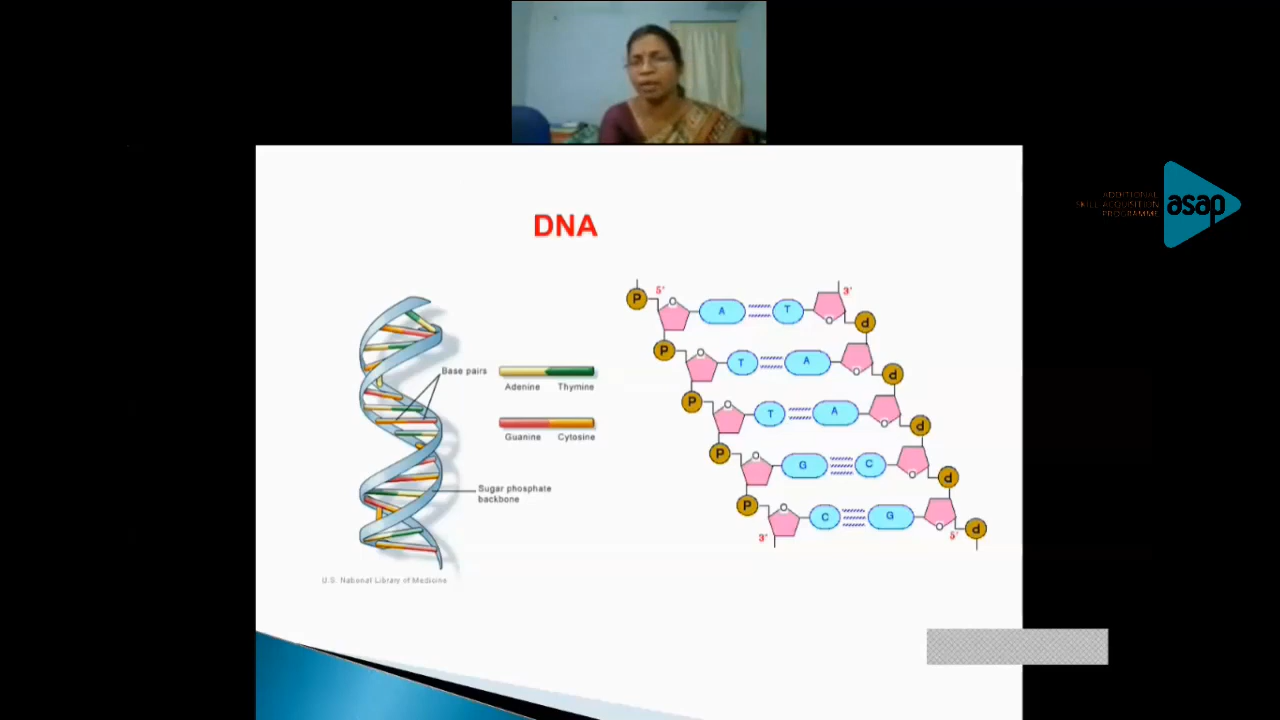 ADDITIONAL
SKILL ACQUISITION
PROGRAMME
asap
DNA
Base pairs
Adenine Thymine
Guanine Cytosine
Sugar phosphate
backbone
U.S. National Library of Medicine
P 5' O A T O 3' P
P O T A O P
P O T A O P
P O G C O P
P O C G O P
3' 5'